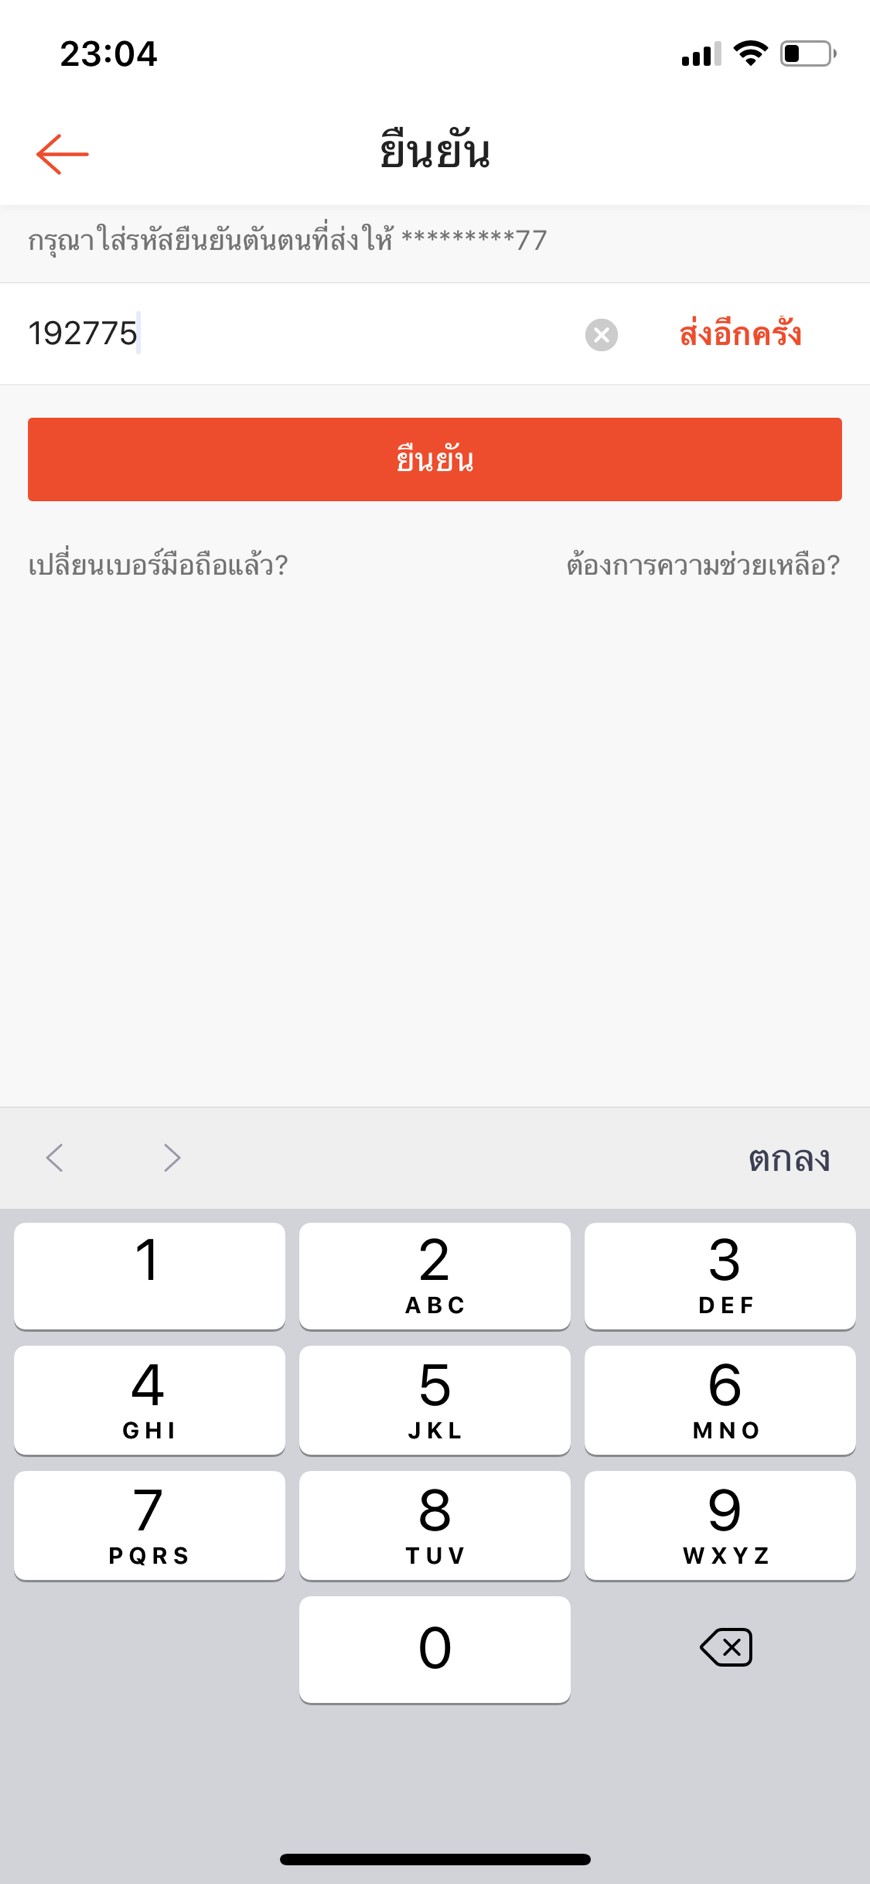 23:04
ยืนยัน
กรุณาใส่รหัสยืนยันตันตนที่ส่งให้ *********77
192775
ส่งอีกครั้ง
ยืนยัน
เปลี่ยนเบอร์มือถือแล้ว?
ต้องการความช่วยเหลือ?
ตกลง
1
2
3
ABC
DEF
4
5
6
GHI
JKL
MNO
7
8
9
PQRS
TUV
WXYZ
0